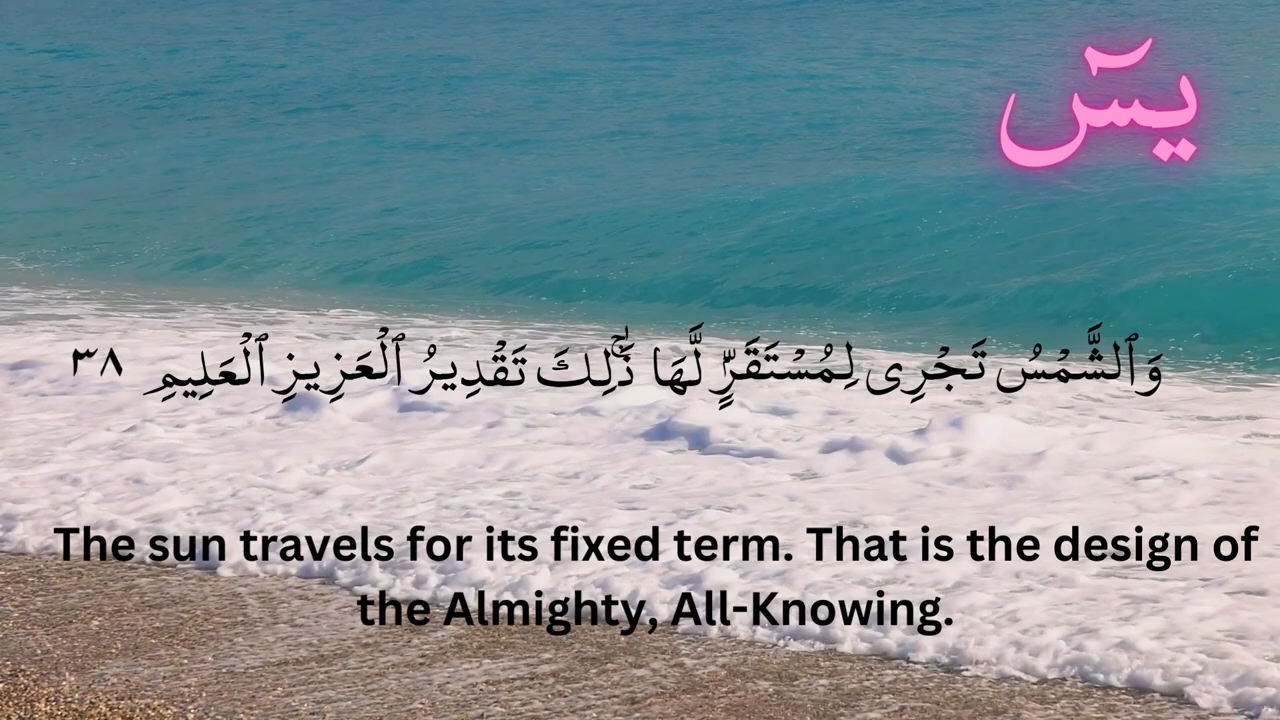 يسٓ
وَٱلشَّمْسُ تَجْرِى لِمُسْتَقَرٍّ لَّهَا ۚ ذَٰلِكَ تَقْدِيرُ ٱلْعَزِيزِ ٱلْعَلِيمِ ٣٨
The sun travels for its fixed term. That is the design of
the Almighty, All-Knowing.